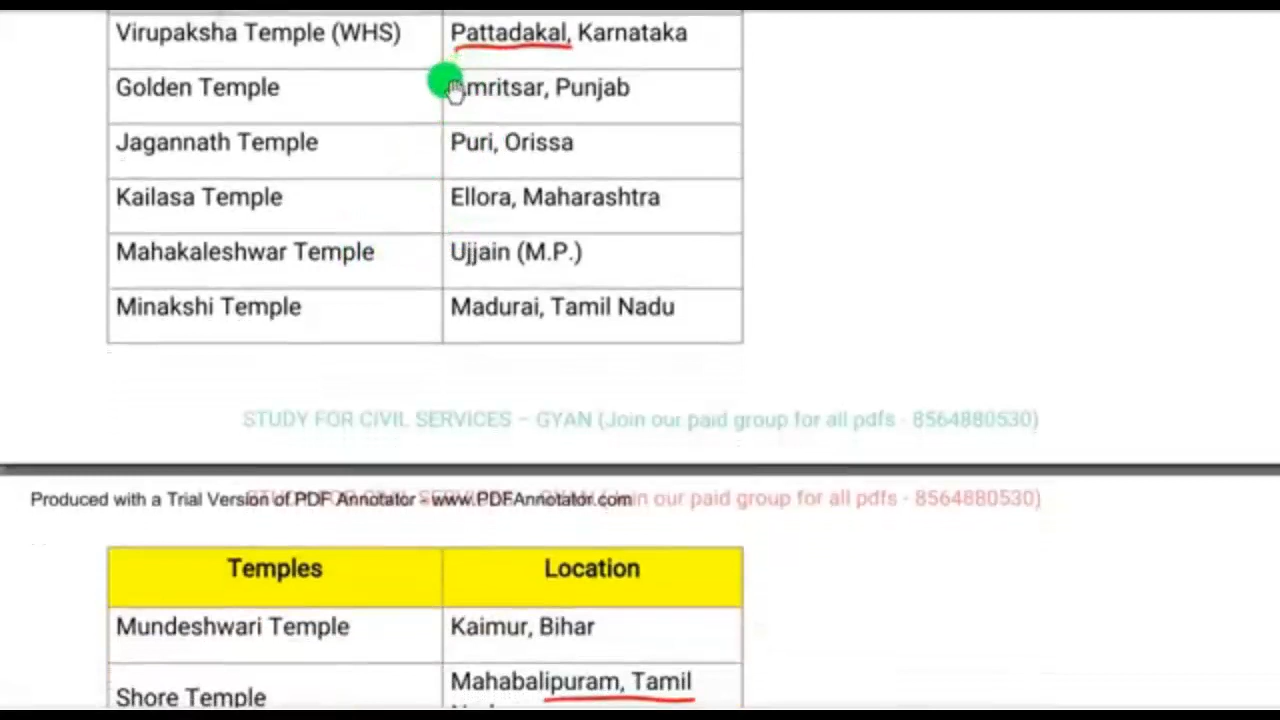 Virupaksha Temple (WHS) Pattadakal, Karnataka
Golden Temple Amritsar, Punjab
Jagannath Temple Puri, Orissa
Kailasa Temple Ellora, Maharashtra
Mahakaleshwar Temple Ujjain (M.P.)
Minakshi Temple Madurai, Tamil Nadu
STUDY FOR CIVIL SERVICES – GYAN (Join our paid group for all pdfs - 8564880530)
Produced with a Trial Version of PDF Annotator - www.PDFAnnotator.com
in our paid group for all pdfs - 8564880530)
Temples Location
Mundeshwari Temple Kaimur, Bihar
Shore Temple Mahabalipuram, Tamil